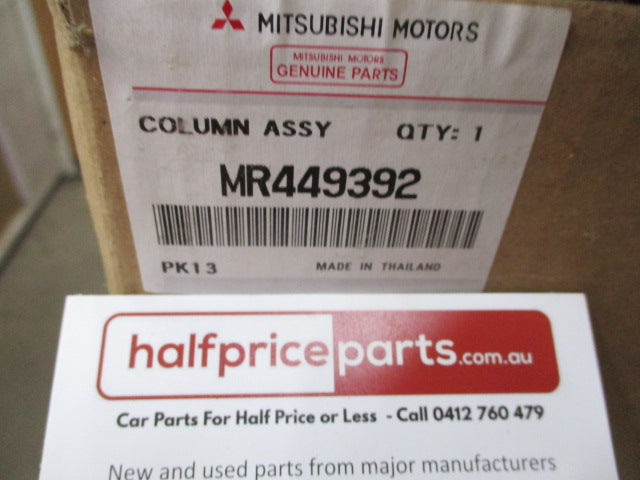 MITSUBISHI MOTORS
MITSUBISHI MOTORS
GENUINE PARTS
COLUMN ASSY QTY: 1
MR449392
PK13 MADE IN THAILAND
halfpriceparts.com.au
Car Parts For Half Price or Less - Call 0412 760 479
New and used parts from major manufacturers